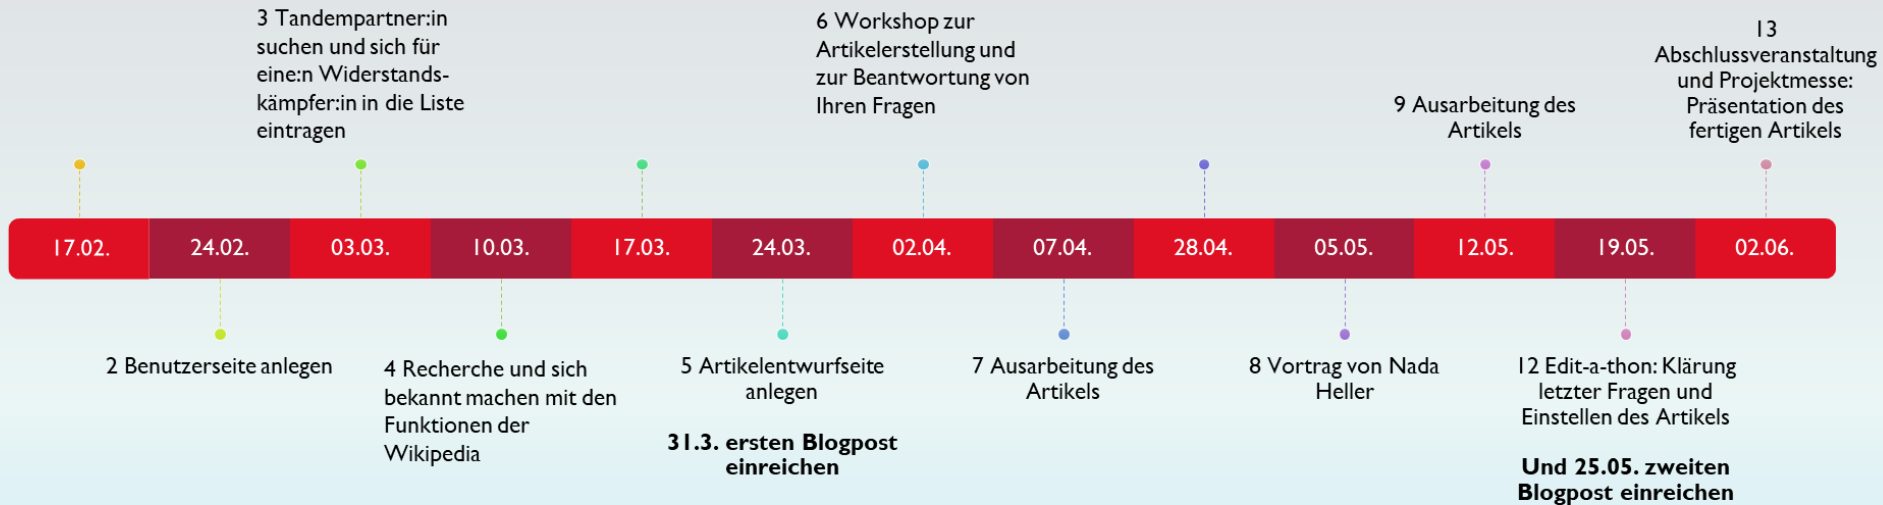 3 Tandempartner:in
suchen und sich für
eine:n Widerstands-
kämpfer:in in die Liste
eintragen
6 Workshop zur
Artikelerstellung und
zur Beantwortung von
Ihren Fragen
9 Ausarbeitung des
Artikels
13
Abschlussveranstaltung
und Projektmesse:
Präsentation des
fertigen Artikels
17.02.
24.02.
03.03.
10.03.
17.03.
24.03.
02.04.
07.04.
28.04.
05.05.
12.05.
19.05.
02.06.
2 Benutzerseite anlegen
4 Recherche und sich
bekannt machen mit den
Funktionen der
Wikipedia
5 Artikelentwurfseite
anlegen
31.3. ersten Blogpost
einreichen
7 Ausarbeitung des
Artikels
8 Vortrag von Nada
Heller
12 Edit-a-thon: Klärung
letzter Fragen und
Einstellen des Artikels
Und 25.05. zweiten
Blogpost einreichen